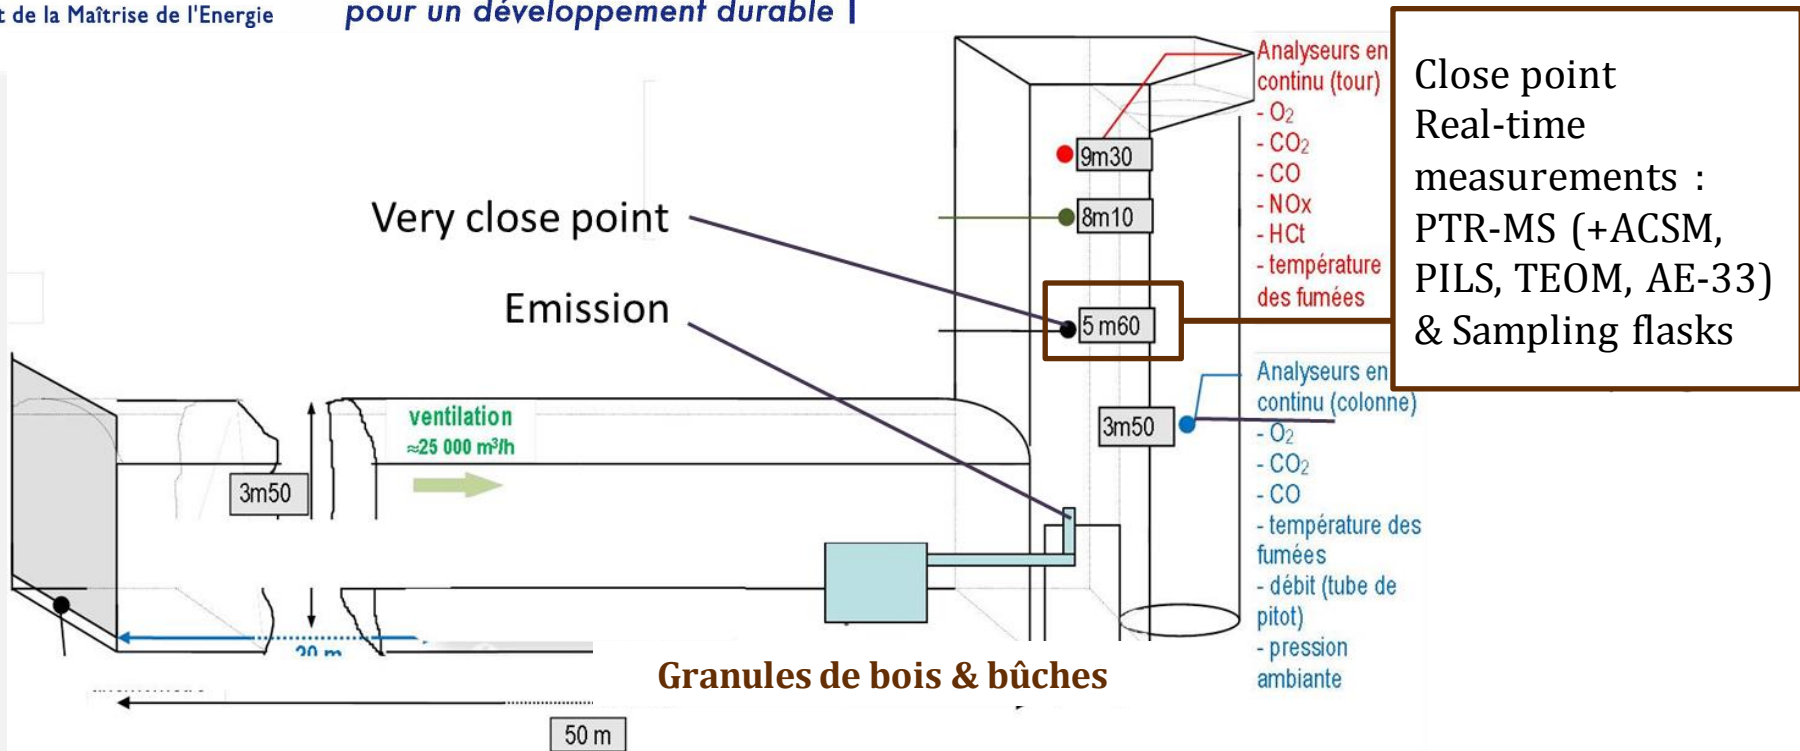 de la Maîtrise de l'Energie
pour un développement durable
Analyseurs en
continu (tour)
- O₂
- CO₂
- CO
- NOx
- HCt
- température
des fumées
Close point
Real-time
measurements :
PTR-MS (+ACSM,
PILS, TEOM, AE-33)
& Sampling flasks
9m30
8m10
Very close point
Emission
5 m60
Analyseurs en
continu (colonne)
- O₂
- CO₂
- CO
- température des
fumées
- débit (tube de
pitot)
- pression
ambiante
3m50
ventilation
≈25 000 m³/h
3m50
Granules de bois & bûches
50 m